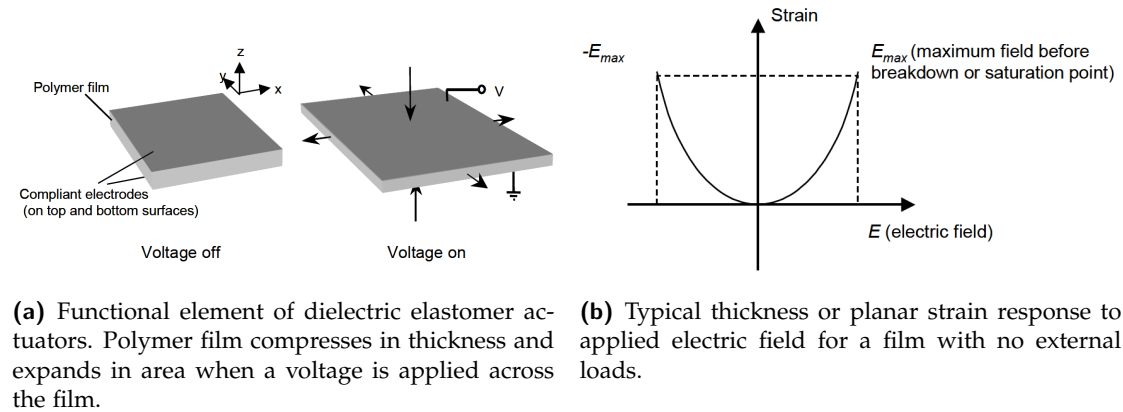 z
y
x
Polymer film
Compliant electrodes
(on top and bottom surfaces)
V
Voltage off
Voltage on
Strain
-Emax
Emax (maximum field before
breakdown or saturation point)
E (electric field)
(a) Functional element of dielectric elastomer ac-
tuators. Polymer film compresses in thickness and
expands in area when a voltage is applied across
the film.
(b) Typical thickness or planar strain response to
applied electric field for a film with no external
loads.